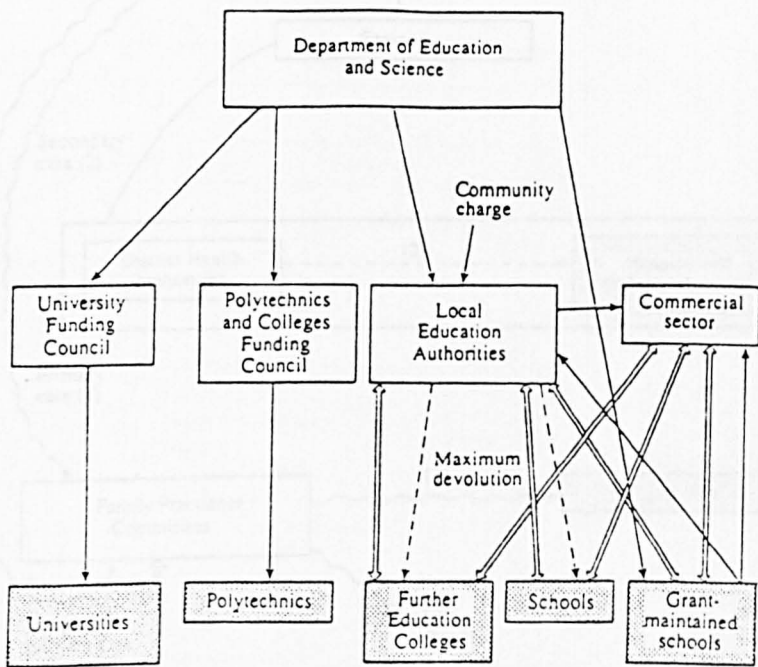 Department of Education
and Science
Community
charge
University
Funding
Council
Polytechnics
and Colleges
Funding
Council
Local
Education
Authorities
Commercial
sector
Maximum
devolution
Universities
Polytechnics
Further
Education
Colleges
Schools
Grant-
maintained
schools